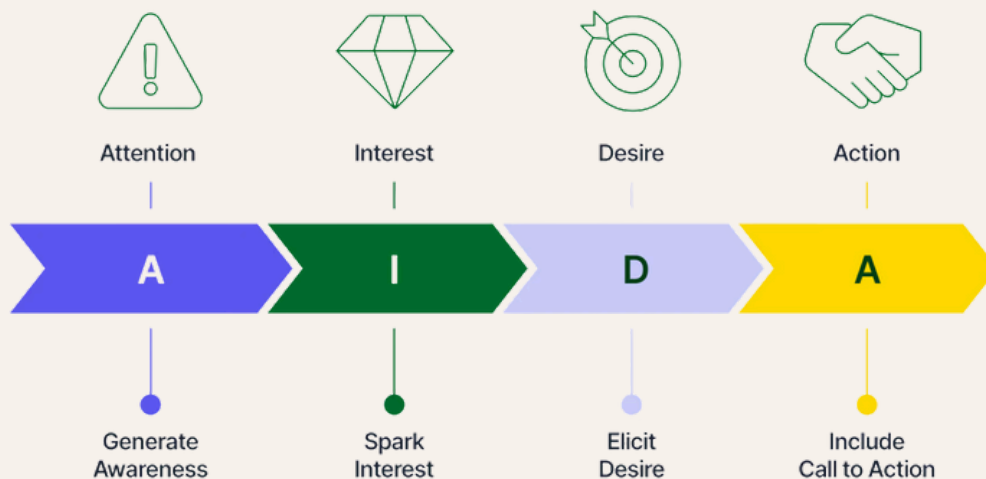 Attention
Interest
Desire
Action
A
I
D
A
Generate
Awareness
Spark
Interest
Elicit
Desire
Include
Call to Action